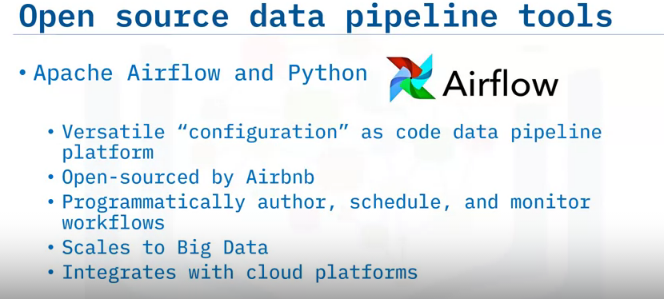 Open source data pipeline tools
• Apache Airflow and Python
Airflow
• Versatile “configuration” as code data pipeline
platform
• Open-sourced by Airbnb
• Programmatically author, schedule, and monitor
workflows
• Scales to Big Data
• Integrates with cloud platforms